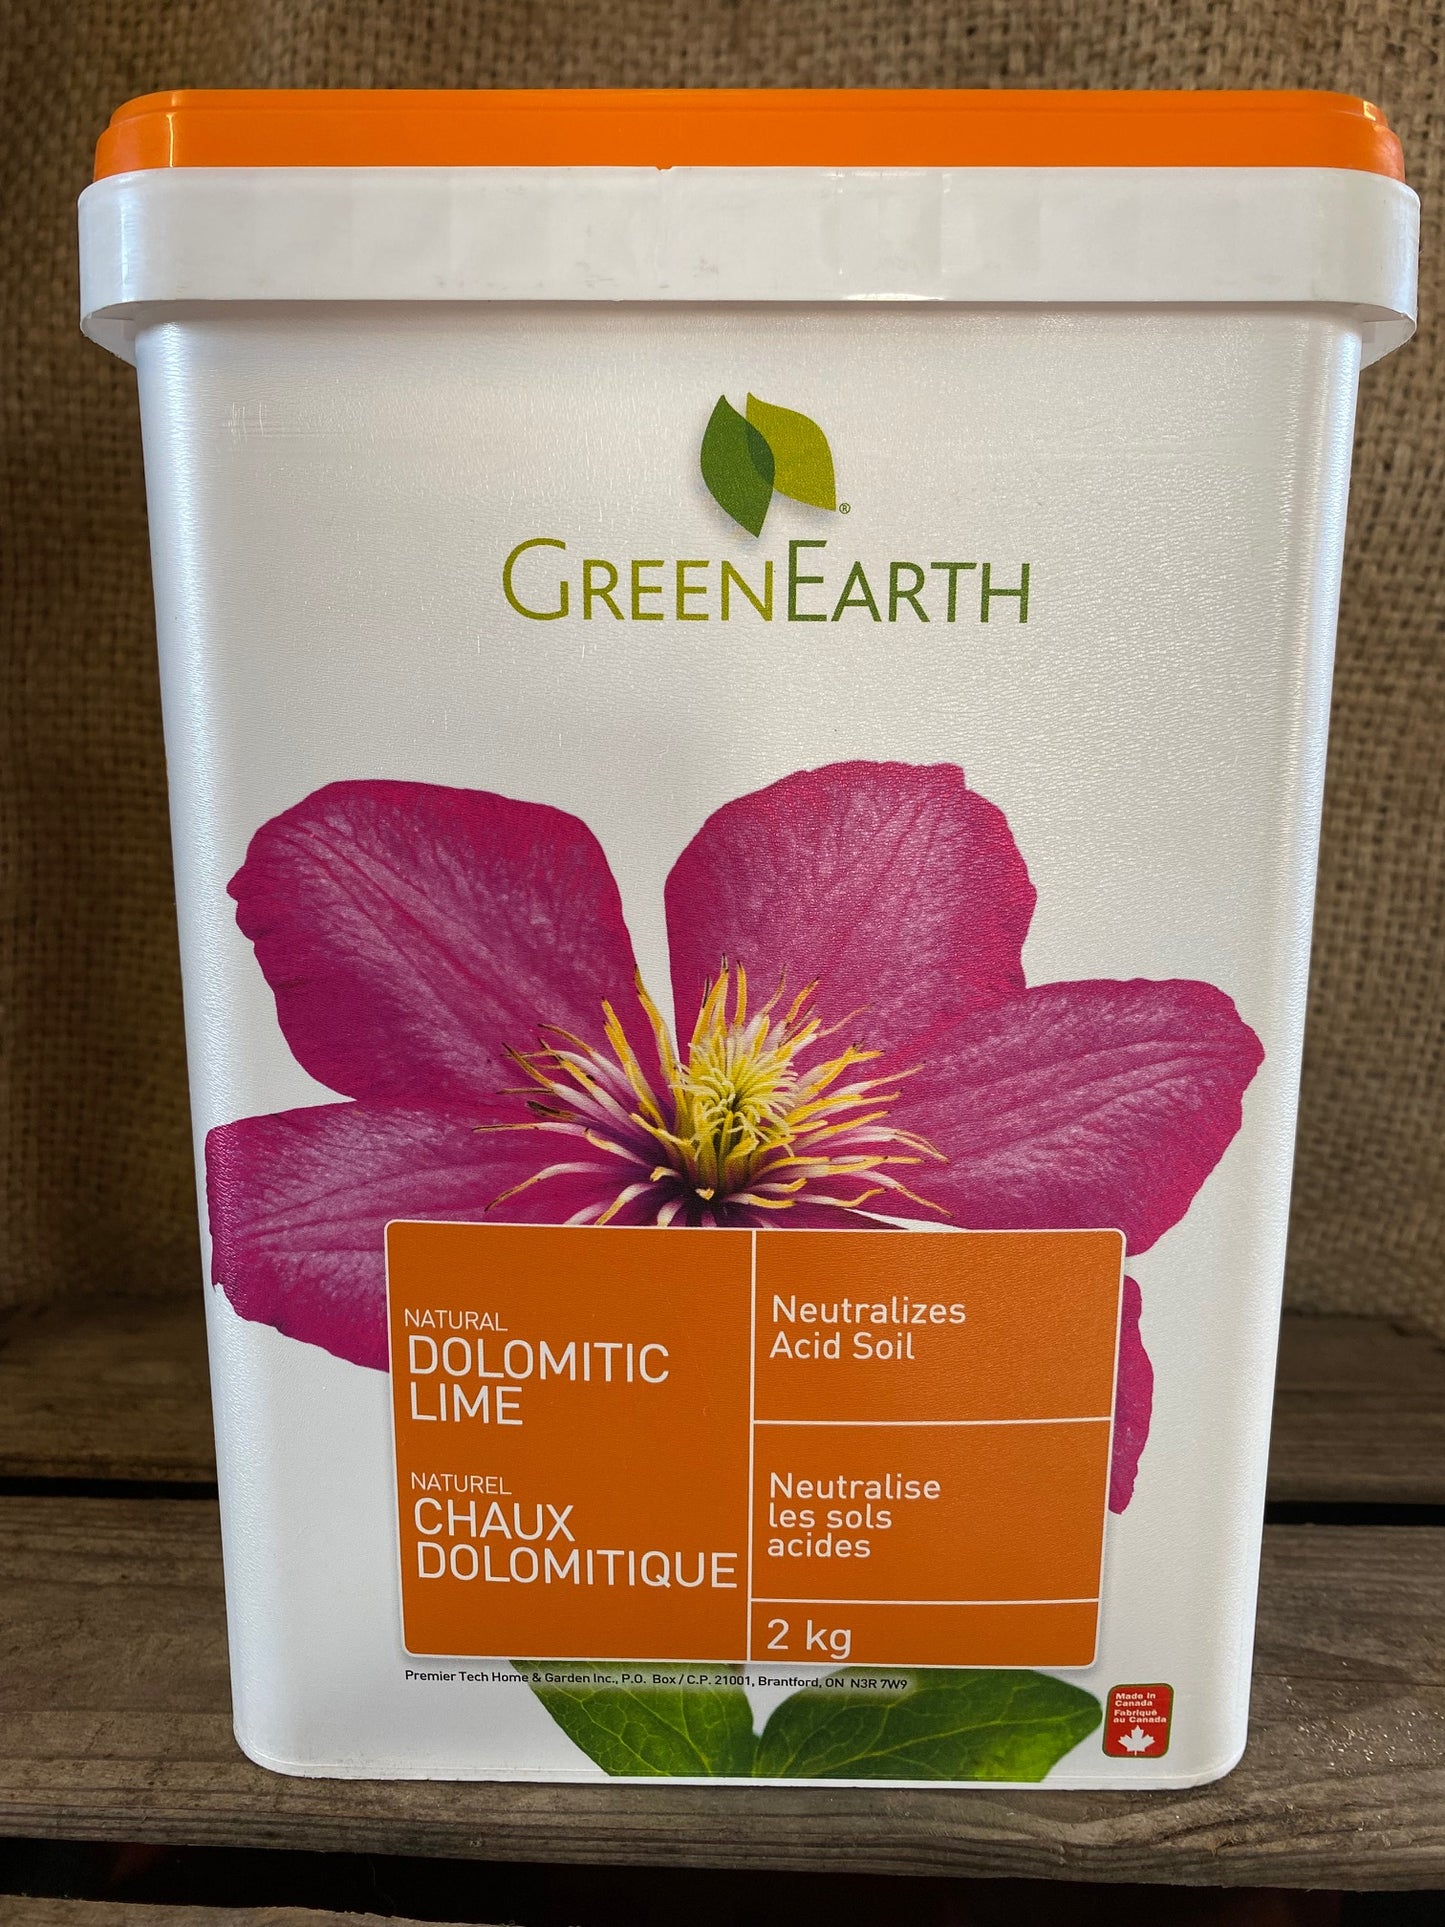 ®
GREENEARTH
NATURAL
DOLOMITIC
LIME
NATUREL
CHAUX
DOLOMITIQUE
Neutralizes
Acid Soil
Neutralise
les sols
acides
2 kg
Premier Tech Home & Garden Inc., P.O. Box / C.P. 21001, Brantford, ON N3R 7W9
Made in
Canada
Fabriqué
au Canada